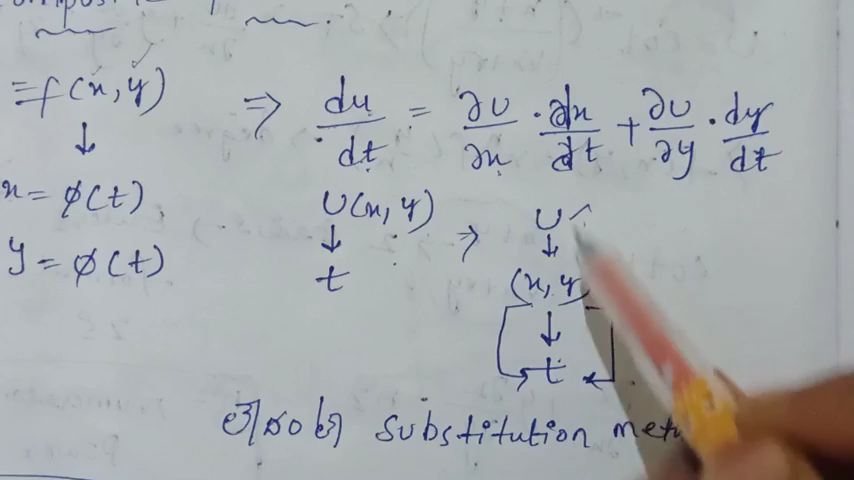 =f(x,y) ⇒ du/dt = ∂U/∂x · dx/dt + ∂U/∂y · dy/dt
↓
x = φ(t) U(x,y) ⇒ U
↓ ↓
y = φ(t) t (x,y)
↓
t
substitution